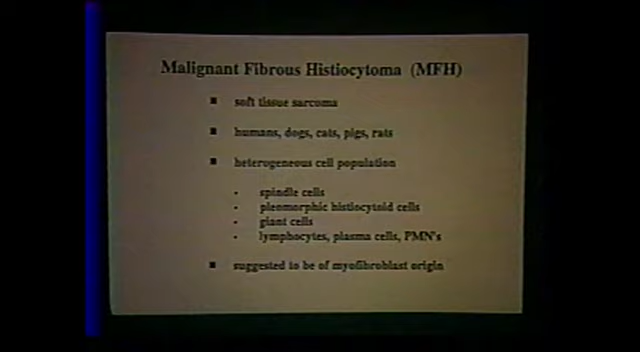 Malignant Fibrous Histiocytoma (MFH)
▪ soft tissue sarcoma
▪ humans, dogs, cats, pigs, rats
▪ heterogeneous cell population
• spindle cells
• pleomorphic histiocytoid cells
• giant cells
• lymphocytes, plasma cells, PMN's
▪ suggested to be of myofibroblast origin